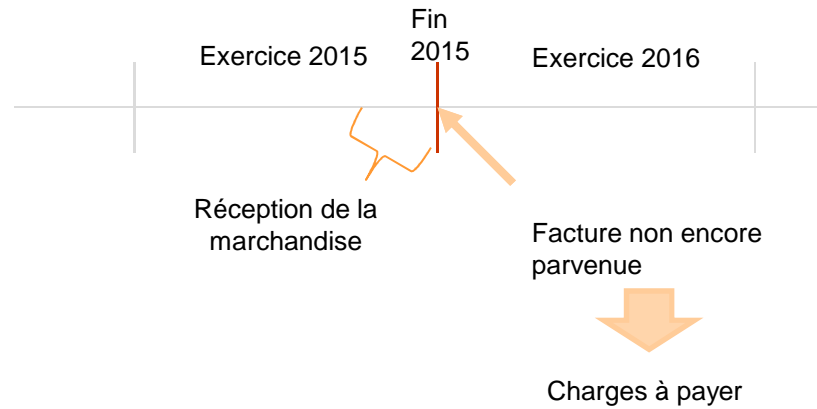 Fin
2015
Exercice 2015
Exercice 2016
Réception de la
marchandise
Facture non encore
parvenue
Charges à payer